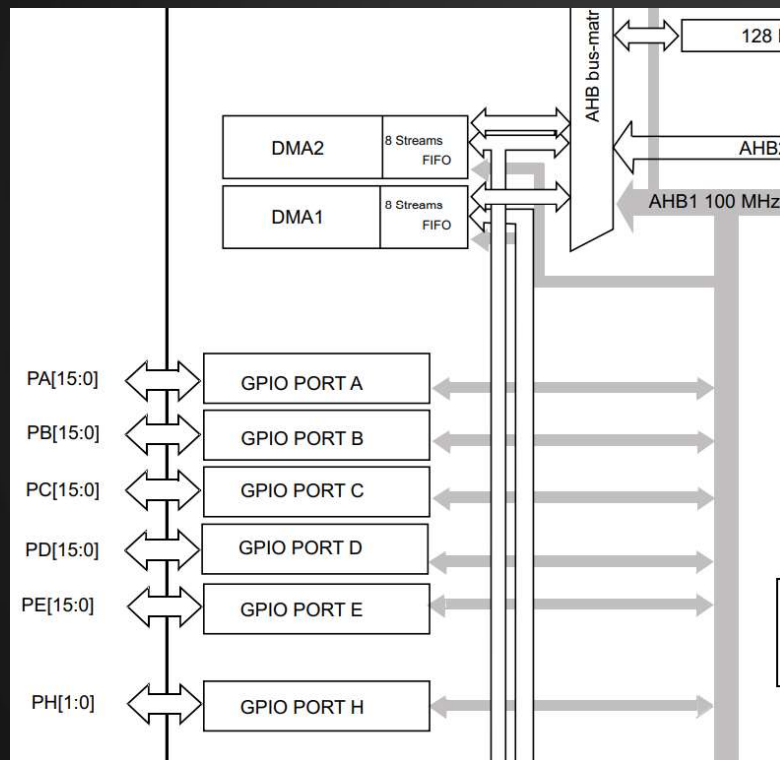 AHB bus-matr
128
AHB2
DMA2
8 Streams
FIFO
AHB1 100 MHz
DMA1
8 Streams
FIFO
PA[15:0]
GPIO PORT A
PB[15:0]
GPIO PORT B
PC[15:0]
GPIO PORT C
PD[15:0]
GPIO PORT D
PE[15:0]
GPIO PORT E
PH[1:0]
GPIO PORT H